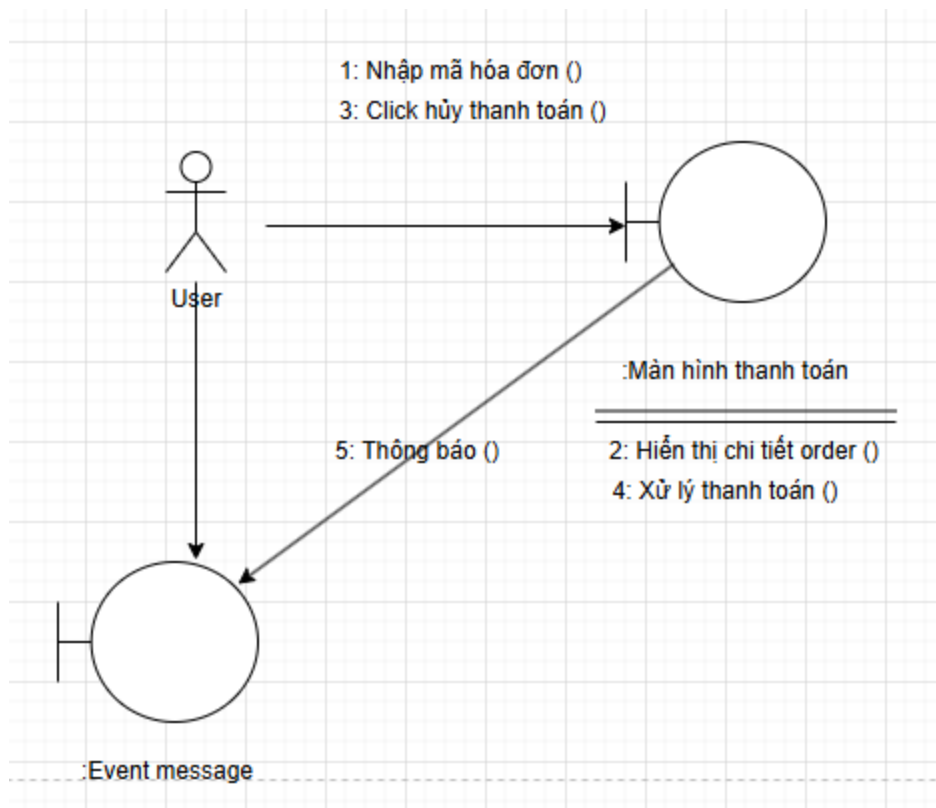 1: Nhập mã hóa đơn ()
3: Click hủy thanh toán ()
User
:Màn hình thanh toán
5: Thông báo ()
2: Hiển thị chi tiết order ()
4: Xử lý thanh toán ()
:Event message